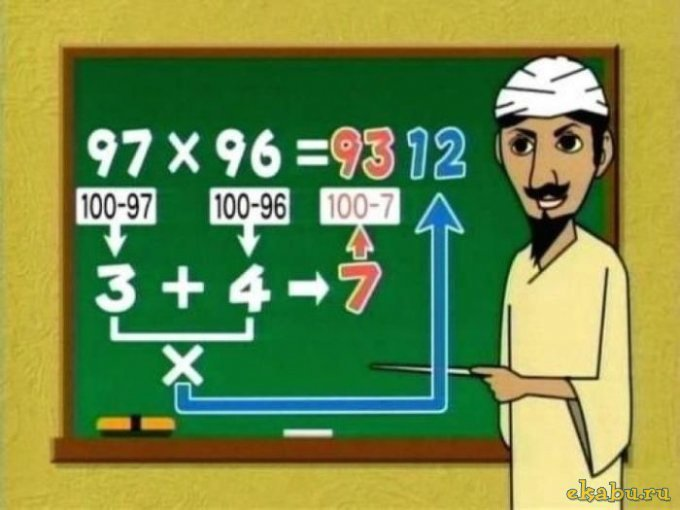 97 × 96 = 93 12
100-97 100-96 100-7
3 + 4 → 7
×
ekabu.ru